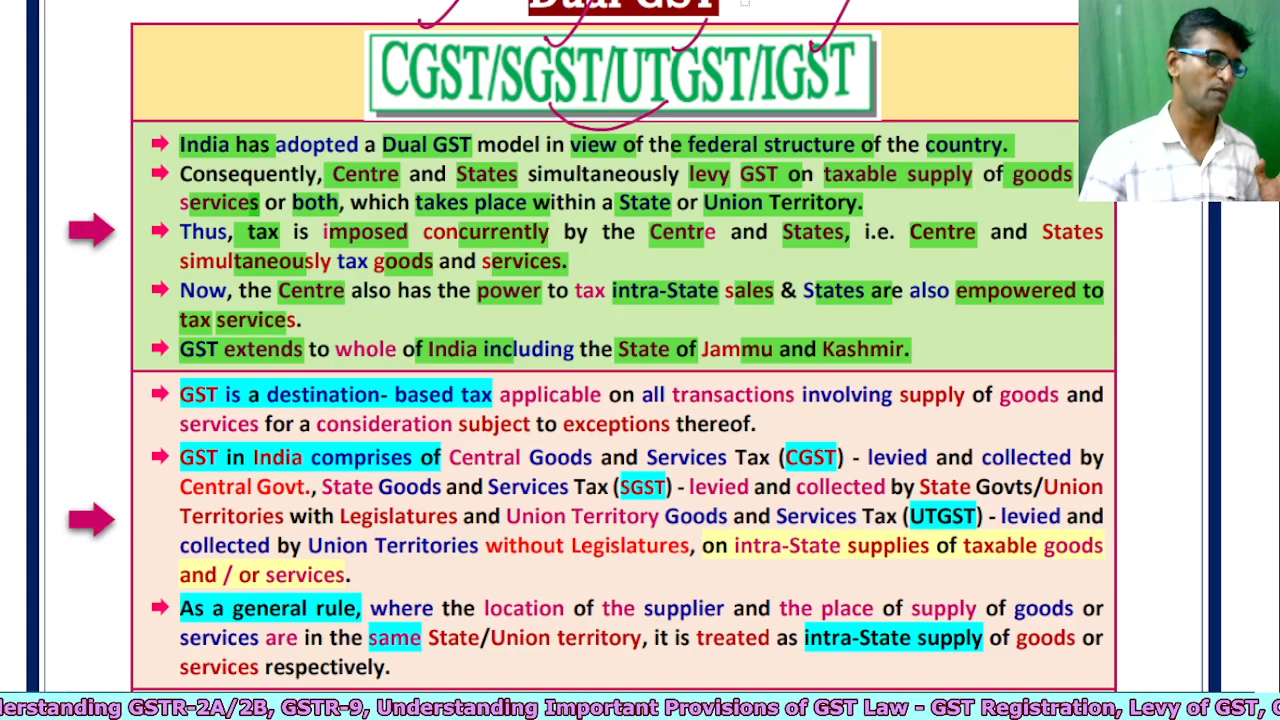 Dual GST
CGST/SGST/UTGST/IGST
India has adopted a Dual GST model in view of the federal structure of the country.
Consequently, Centre and States simultaneously levy GST on taxable supply of goods
services or both, which takes place within a State or Union Territory.
Thus, tax is imposed concurrently by the Centre and States, i.e. Centre and States
simultaneously tax goods and services.
Now, the Centre also has the power to tax intra-State sales & States are also empowered to
tax services.
GST extends to whole of India including the State of Jammu and Kashmir.
GST is a destination- based tax applicable on all transactions involving supply of goods and
services for a consideration subject to exceptions thereof.
GST in India comprises of Central Goods and Services Tax (CGST) - levied and collected by
Central Govt., State Goods and Services Tax (SGST) - levied and collected by State Govts/Union
Territories with Legislatures and Union Territory Goods and Services Tax (UTGST) - levied and
collected by Union Territories without Legislatures, on intra-State supplies of taxable goods
and / or services.
As a general rule, where the location of the supplier and the place of supply of goods or
services are in the same State/Union territory, it is treated as intra-State supply of goods or
services respectively.
derstanding GSTR-2A/2B, GSTR-9, Understanding Important Provisions of GST Law - GST Registration, Levy of GST,